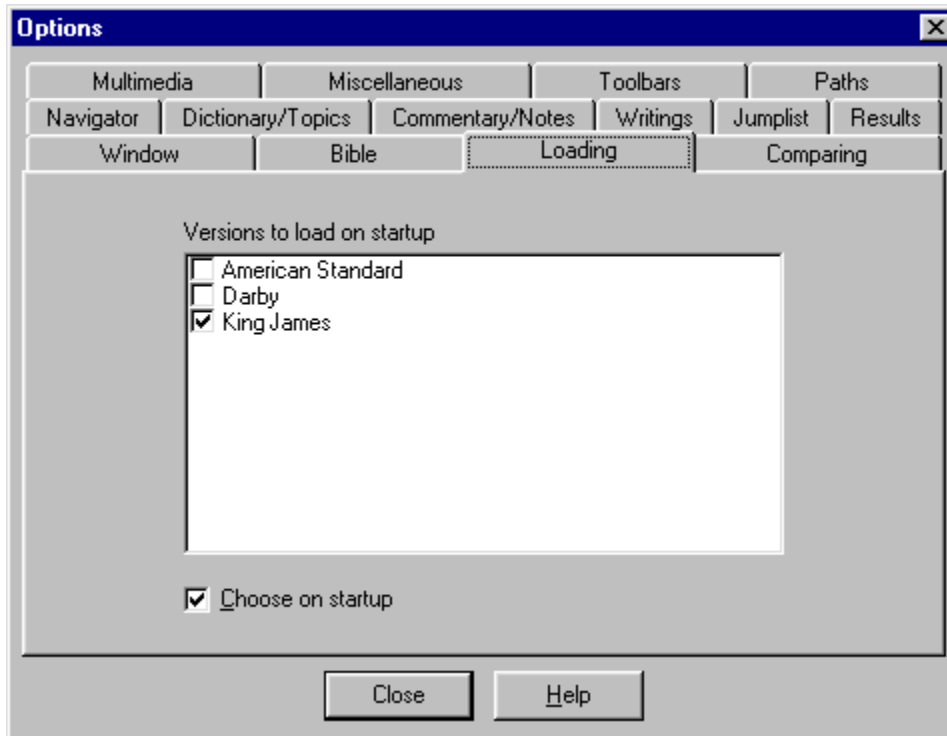 Options
Multimedia Miscellaneous Toolbars Paths
Navigator Dictionary/Topics Commentary/Notes Writings Jumplist Results
Window Bible Loading Comparing
Versions to load on startup
American Standard
Darby
King James
Choose on startup
Close Help